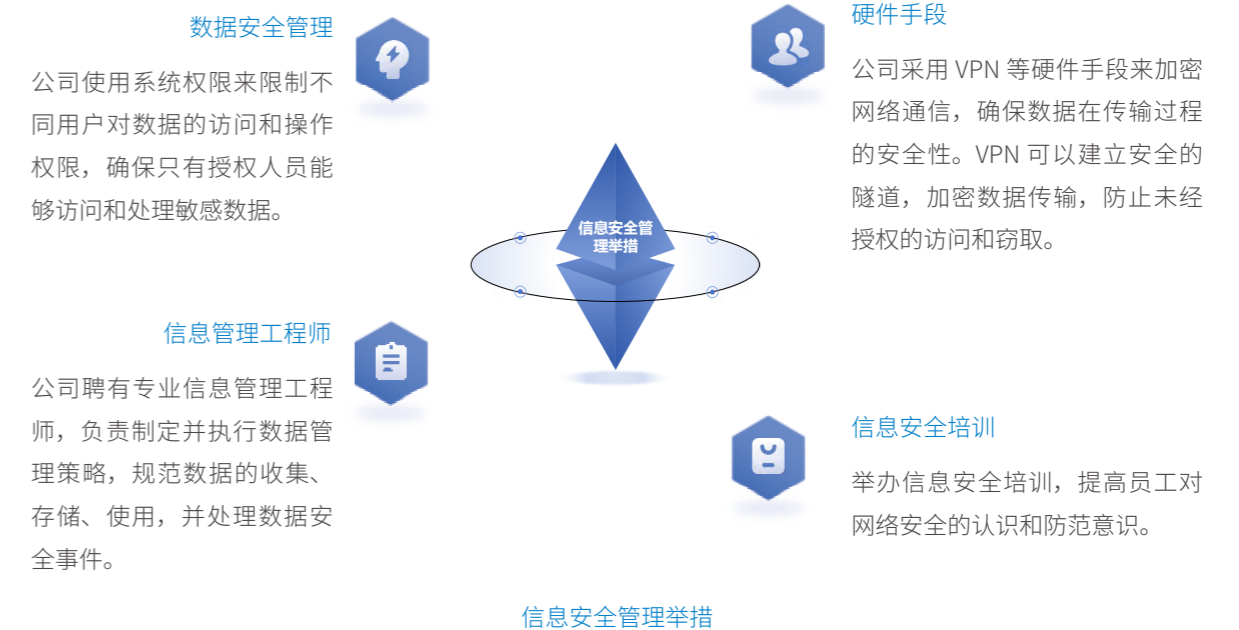 数据安全管理
公司使用系统权限来限制不
同用户对数据的访问和操作
权限，确保只有授权人员能
够访问和处理敏感数据。
硬件手段
公司采用 VPN 等硬件手段来加密
网络通信，确保数据在传输过程
的安全性。VPN 可以建立安全的
隧道，加密数据传输，防止未经
授权的访问和窃取。
信息安全管
理举措
信息管理工程师
公司聘有专业信息管理工程
师，负责制定并执行数据管
理策略，规范数据的收集、
存储、使用，并处理数据安
全事件。
信息安全培训
举办信息安全培训，提高员工对
网络安全的认识和防范意识。
信息安全管理举措